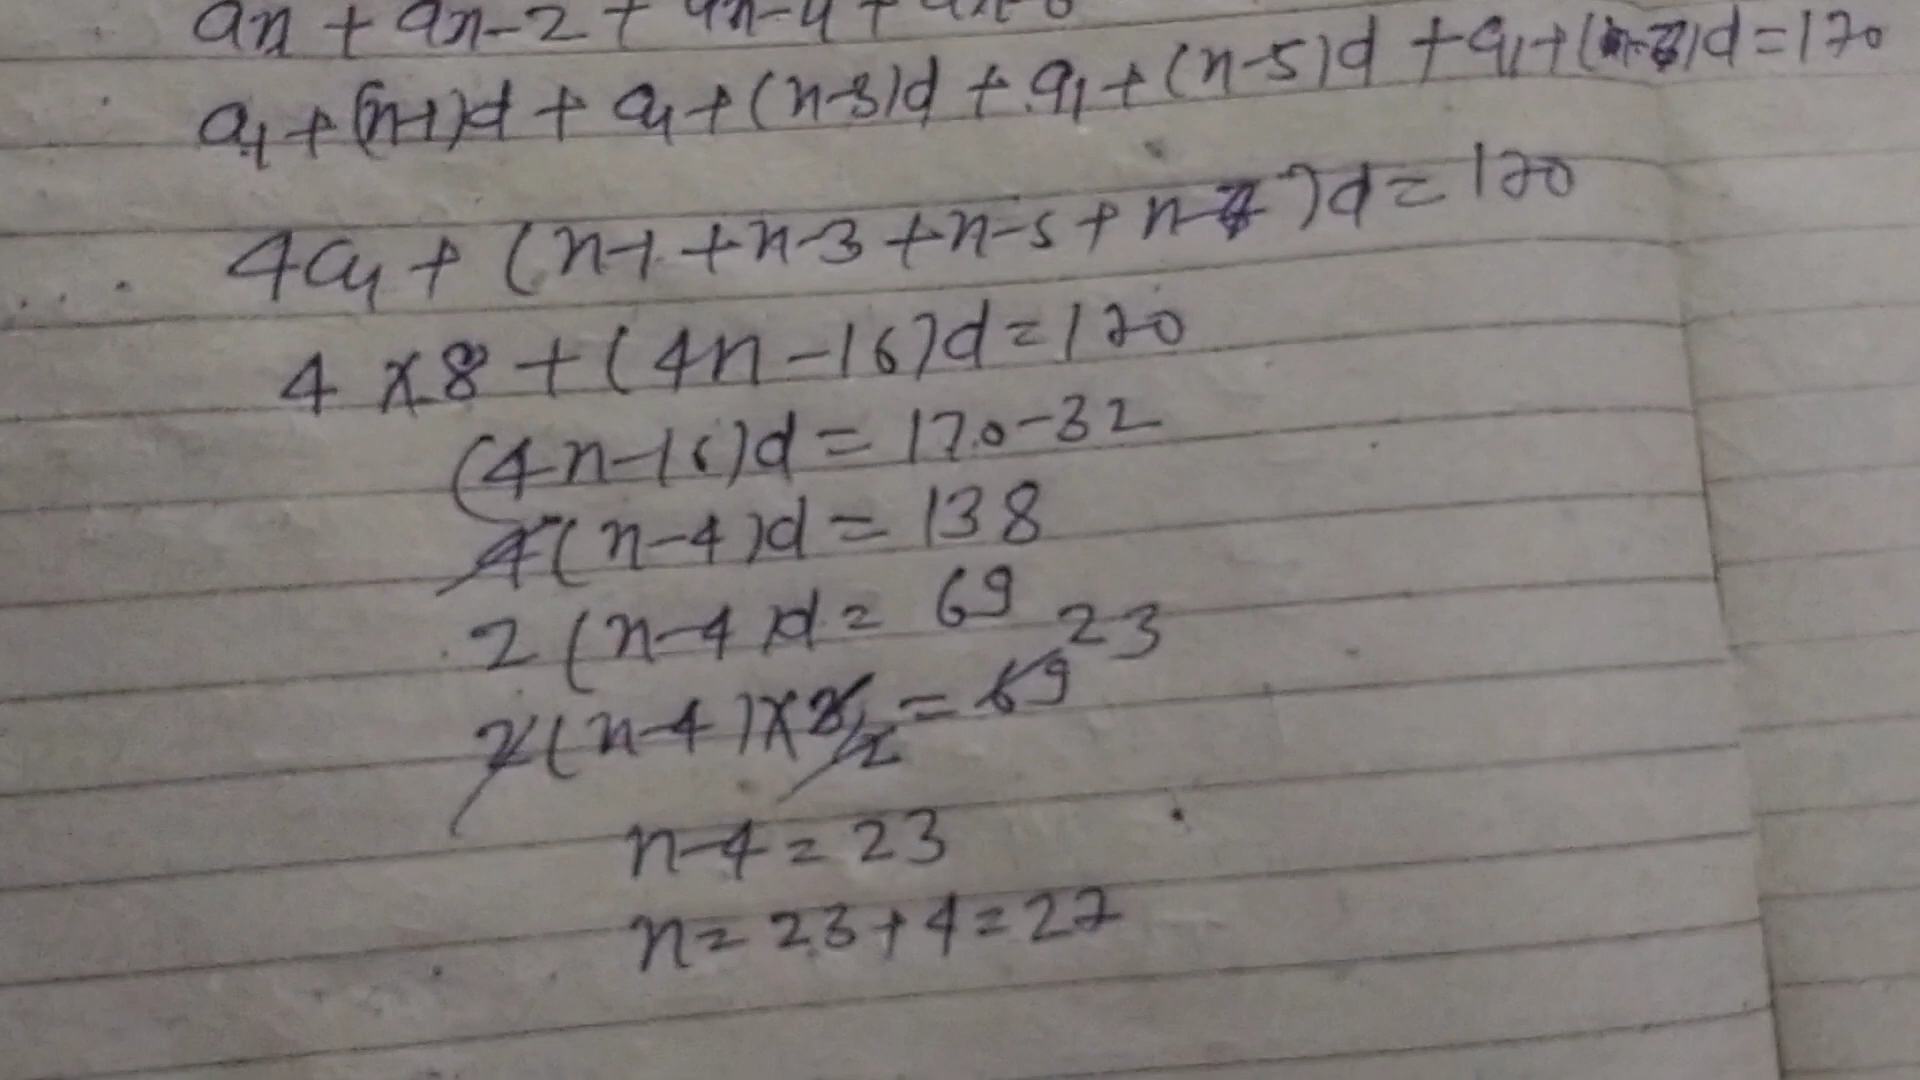 an + an-2 + an-4 + an-6
a1 + (n-1)d + a1 + (n-3)d + a1 + (n-5)d + a1 + (n-7)d = 170
4a1 + (n-1 + n-3 + n-5 + n-7)d = 170
4 × 8 + (4n - 16)d = 170
(4n-16)d = 170-32
4(n-4)d = 138
2(n-4)d = 69
2(n-4)×3/2 = 69 23
n-4 = 23
n = 23+4 = 27